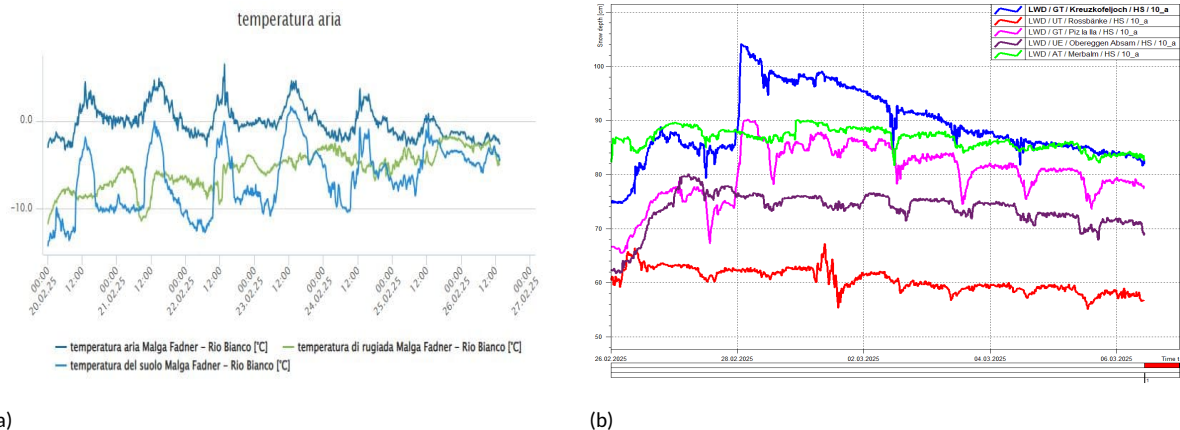 temperatura aria
0.0
-10.0
00:00
20.02.25
12:00
00:00
21.02.25
12:00
00:00
22.02.25
12:00
00:00
23.02.25
12:00
00:00
24.02.25
12:00
00:00
25.02.25
12:00
00:00
26.02.25
12:00
00:00
27.02.25
temperatura aria Malga Fadner – Rio Bianco [°C]
temperatura di rugiada Malga Fadner – Rio Bianco [°C]
temperatura del suolo Malga Fadner – Rio Bianco [°C]
a)
Snow depth [cm]
100
90
80
70
60
50
LWD / GT / Kreuzkofeljoch / HS / 10_a
LWD / UT / Rossbänke / HS / 10_a
LWD / GT / Piz la Ila / HS / 10_a
LWD / UE / Obereggen Absam / HS / 10_a
LWD / AT / Merbalm / HS / 10_a
26.02.2025
28.02.2025
02.03.2025
04.03.2025
06.03.2025
Time t
(b)